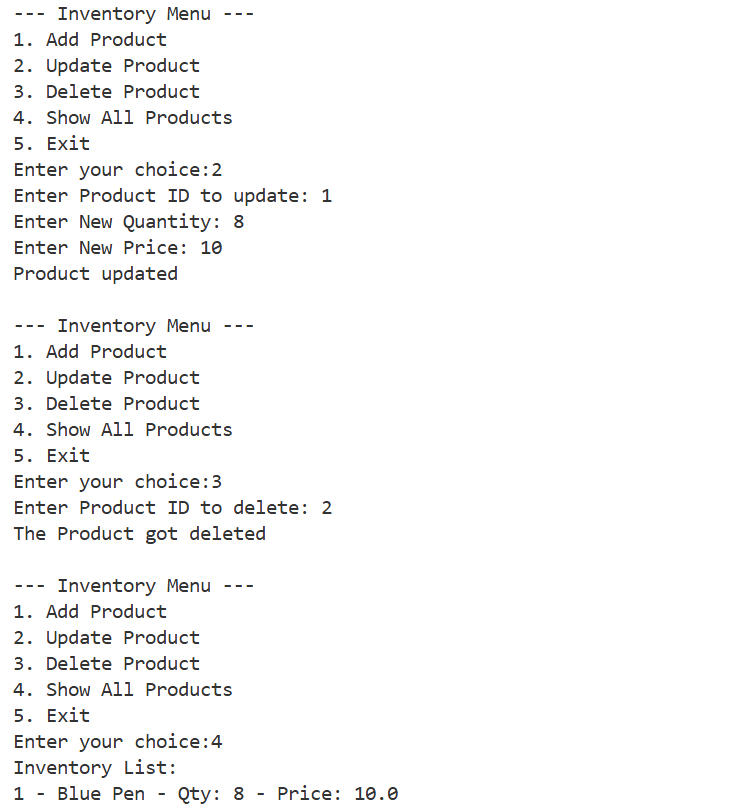 --- Inventory Menu ---
1. Add Product
2. Update Product
3. Delete Product
4. Show All Products
5. Exit
Enter your choice:2
Enter Product ID to update: 1
Enter New Quantity: 8
Enter New Price: 10
Product updated

--- Inventory Menu ---
1. Add Product
2. Update Product
3. Delete Product
4. Show All Products
5. Exit
Enter your choice:3
Enter Product ID to delete: 2
The Product got deleted

--- Inventory Menu ---
1. Add Product
2. Update Product
3. Delete Product
4. Show All Products
5. Exit
Enter your choice:4
Inventory List:
1 - Blue Pen - Qty: 8 - Price: 10.0